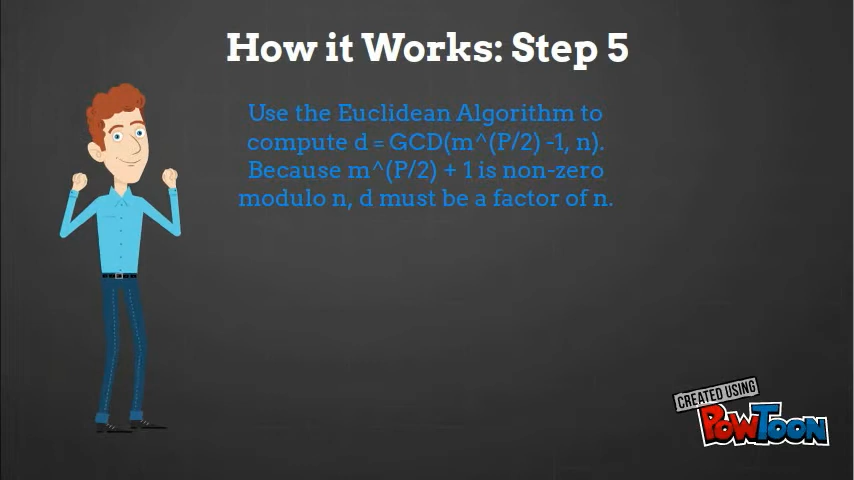 How it Works: Step 5
Use the Euclidean Algorithm to
compute d = GCD(m^(P/2) -1, n).
Because m^(P/2) + 1 is non-zero
modulo n, d must be a factor of n.
CREATED USING
POWTOON